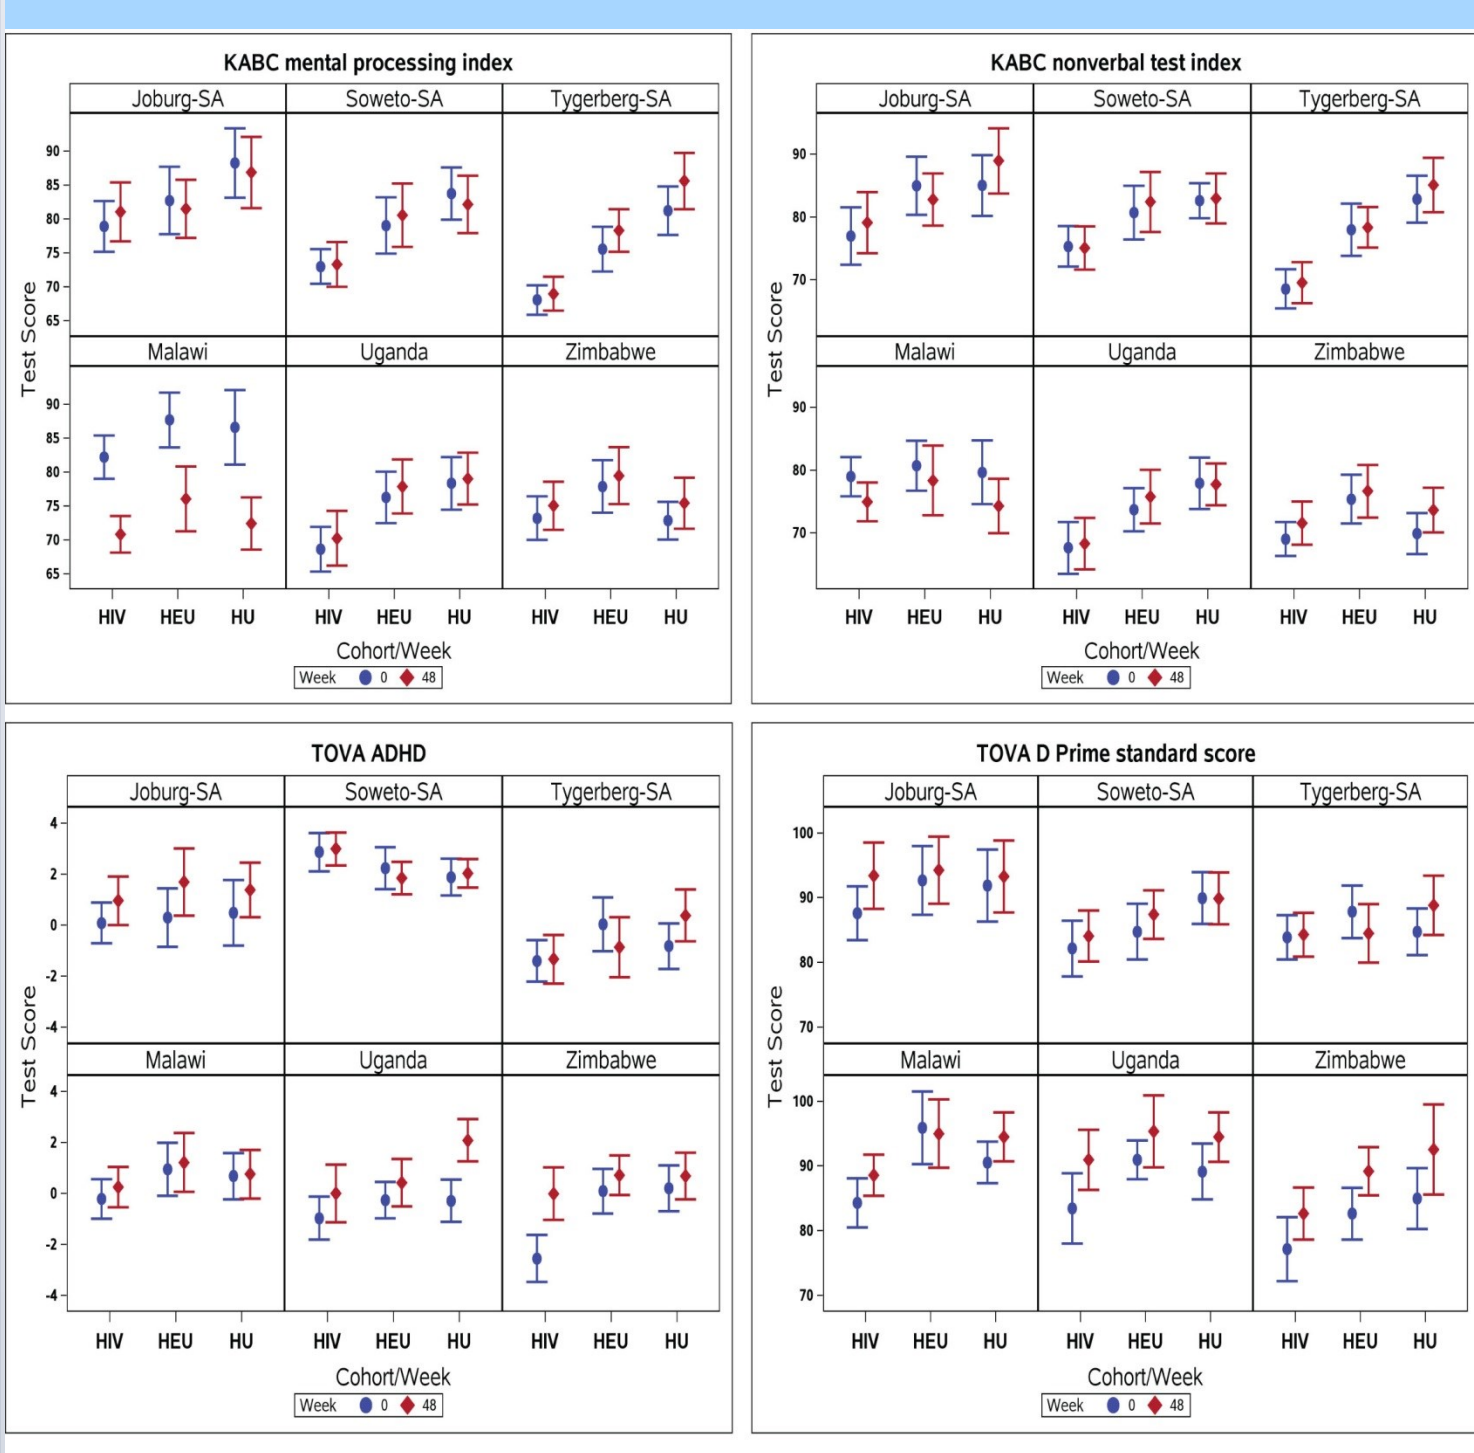 KABC mental processing index
Joburg-SA Soweto-SA Tygerberg-SA
90
85
80
75
70
65
Test Score
Malawi Uganda Zimbabwe
90
85
80
75
70
65
HIV HEU HU HIV HEU HU HIV HEU HU
Cohort/Week
Week 0 48
KABC nonverbal test index
Joburg-SA Soweto-SA Tygerberg-SA
90
80
70
Test Score
Malawi Uganda Zimbabwe
90
80
70
HIV HEU HU HIV HEU HU HIV HEU HU
Cohort/Week
Week 0 48
TOVA ADHD
Joburg-SA Soweto-SA Tygerberg-SA
4
2
0
-2
-4
Test Score
Malawi Uganda Zimbabwe
4
2
0
-2
-4
HIV HEU HU HIV HEU HU HIV HEU HU
Cohort/Week
Week 0 48
TOVA D Prime standard score
Joburg-SA Soweto-SA Tygerberg-SA
100
90
80
70
Test Score
Malawi Uganda Zimbabwe
100
90
80
70
HIV HEU HU HIV HEU HU HIV HEU HU
Cohort/Week
Week 0 48